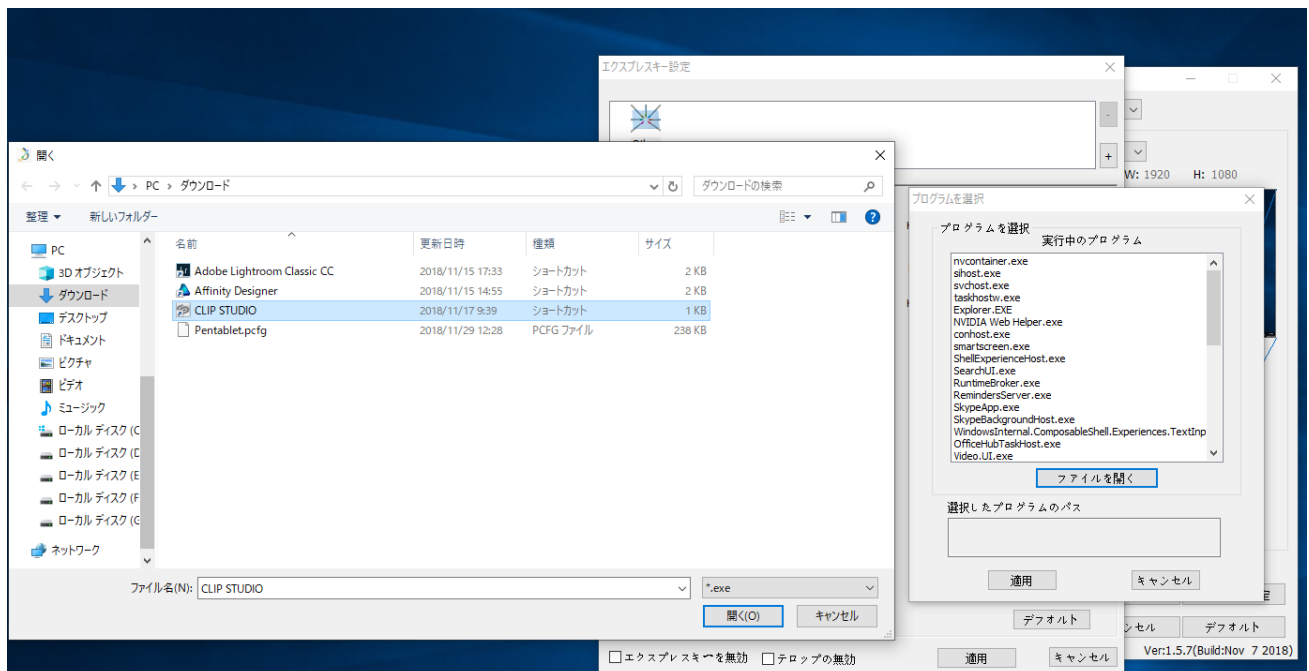 エクスプレスキー設定
-
+
W: 1920 H: 1080
開く
PC › ダウンロード
ダウンロードの検索
整理 新しいフォルダー
PC
3D オブジェクト
ダウンロード
デスクトップ
ドキュメント
ピクチャ
ビデオ
ミュージック
ローカル ディスク (C
ローカル ディスク (D
ローカル ディスク (E
ローカル ディスク (F
ローカル ディスク (G
ネットワーク
名前 更新日時 種類 サイズ
Adobe Lightroom Classic CC 2018/11/15 17:33 ショートカット 2 KB
Affinity Designer 2018/11/15 14:55 ショートカット 2 KB
CLIP STUDIO 2018/11/17 9:39 ショートカット 1 KB
Pentablet.pcfg 2018/11/29 12:28 PCFG ファイル 238 KB
ファイル名(N): CLIP STUDIO *.exe
開く(O) キャンセル
プログラムを選択
プログラムを選択
実行中のプログラム
nvcontainer.exe
sihost.exe
svchost.exe
taskhostw.exe
Explorer.EXE
NVIDIA Web Helper.exe
conhost.exe
smartscreen.exe
ShellExperienceHost.exe
SearchUI.exe
RuntimeBroker.exe
RemindersServer.exe
SkypeApp.exe
SkypeBackgroundHost.exe
WindowsInternal.ComposableShell.Experiences.TextInp
OfficeHubTaskHost.exe
Video.UI.exe
ファイルを開く
選択したプログラムのパス
適用 キャンセル
デフォルト
ンセル デフォルト
エクスプレスキーを無効 テロップの無効 適用 キャンセル
Ver:1.5.7(Build:Nov 7 2018)